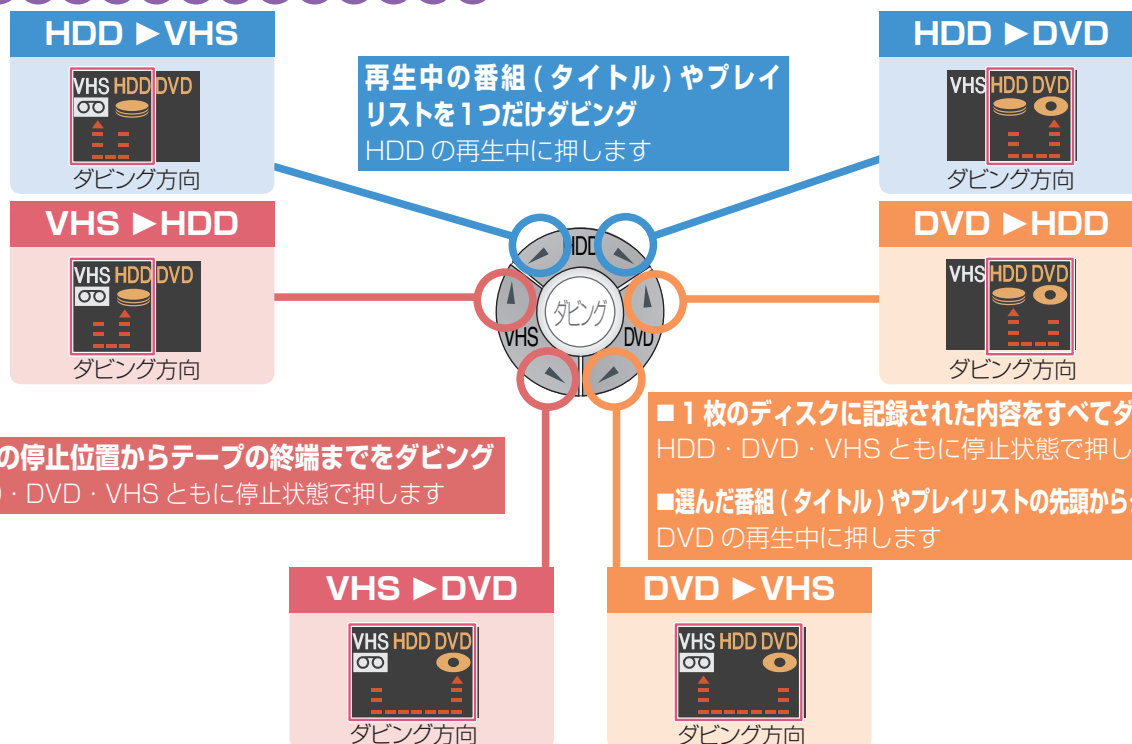 HDD ▶VHS
VHS HDD DVD
ダビング方向
再生中の番組 ( タイトル ) やプレイ
リストを1つだけダビング
HDD の再生中に押します
HDD ▶DVD
VHS HDD DVD
ダビング方向
VHS ▶HDD
VHS HDD DVD
ダビング方向
HDD
ダビング
VHS
DVD
DVD ▶HDD
VHS HDD DVD
ダビング方向
の停止位置からテープの終端までをダビング
・DVD・VHS ともに停止状態で押します
■ 1 枚のディスクに記録された内容をすべてダ
HDD・DVD・VHS ともに停止状態で押し
■選んだ番組 ( タイトル ) やプレイリストの先頭から
DVD の再生中に押します
VHS ▶DVD
VHS HDD DVD
ダビング方向
DVD ▶VHS
VHS HDD DVD
ダビング方向